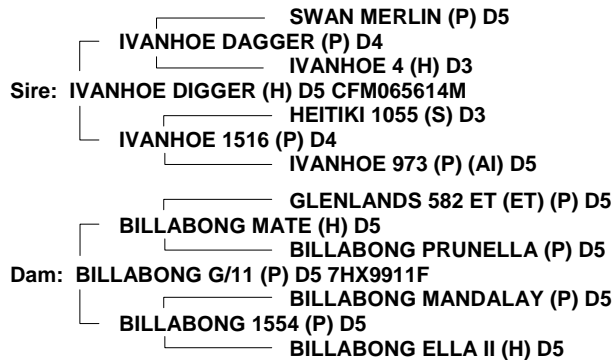 SWAN MERLIN (P) D5
IVANHOE DAGGER (P) D4
IVANHOE 4 (H) D3
Sire: IVANHOE DIGGER (H) D5 CFM065614M
HEITIKI 1055 (S) D3
IVANHOE 1516 (P) D4
IVANHOE 973 (P) (AI) D5
GLENLANDS 582 ET (ET) (P) D5
BILLABONG MATE (H) D5
BILLABONG PRUNELLA (P) D5
Dam: BILLABONG G/11 (P) D5 7HX9911F
BILLABONG MANDALAY (P) D5
BILLABONG 1554 (P) D5
BILLABONG ELLA II (H) D5